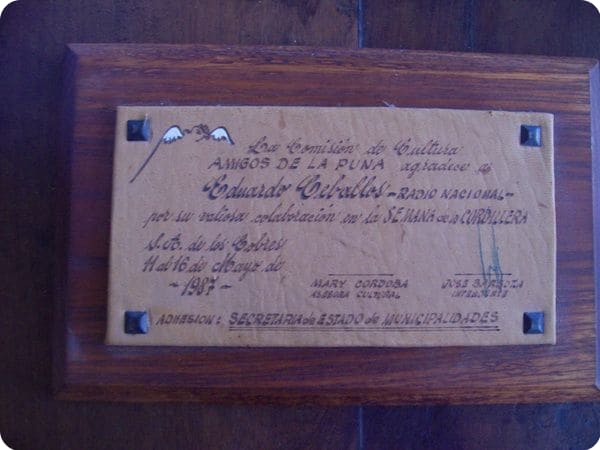 La Comisión de Cultura
AMIGOS DE LA PUNA agradece a
Eduardo Ceballos -RADIO NACIONAL-
por su valiosa colaboración en la SEMANA de la CORDILLERA
S.A. de los Cobres
11 al 16 de Mayo de
-1987-
MARY CORDOBA
ASESORA CULTURAL
JOSE BARBOZA
INTENDENTE
ADHESION: SECRETARIA de ESTADO de MUNICIPALIDADES